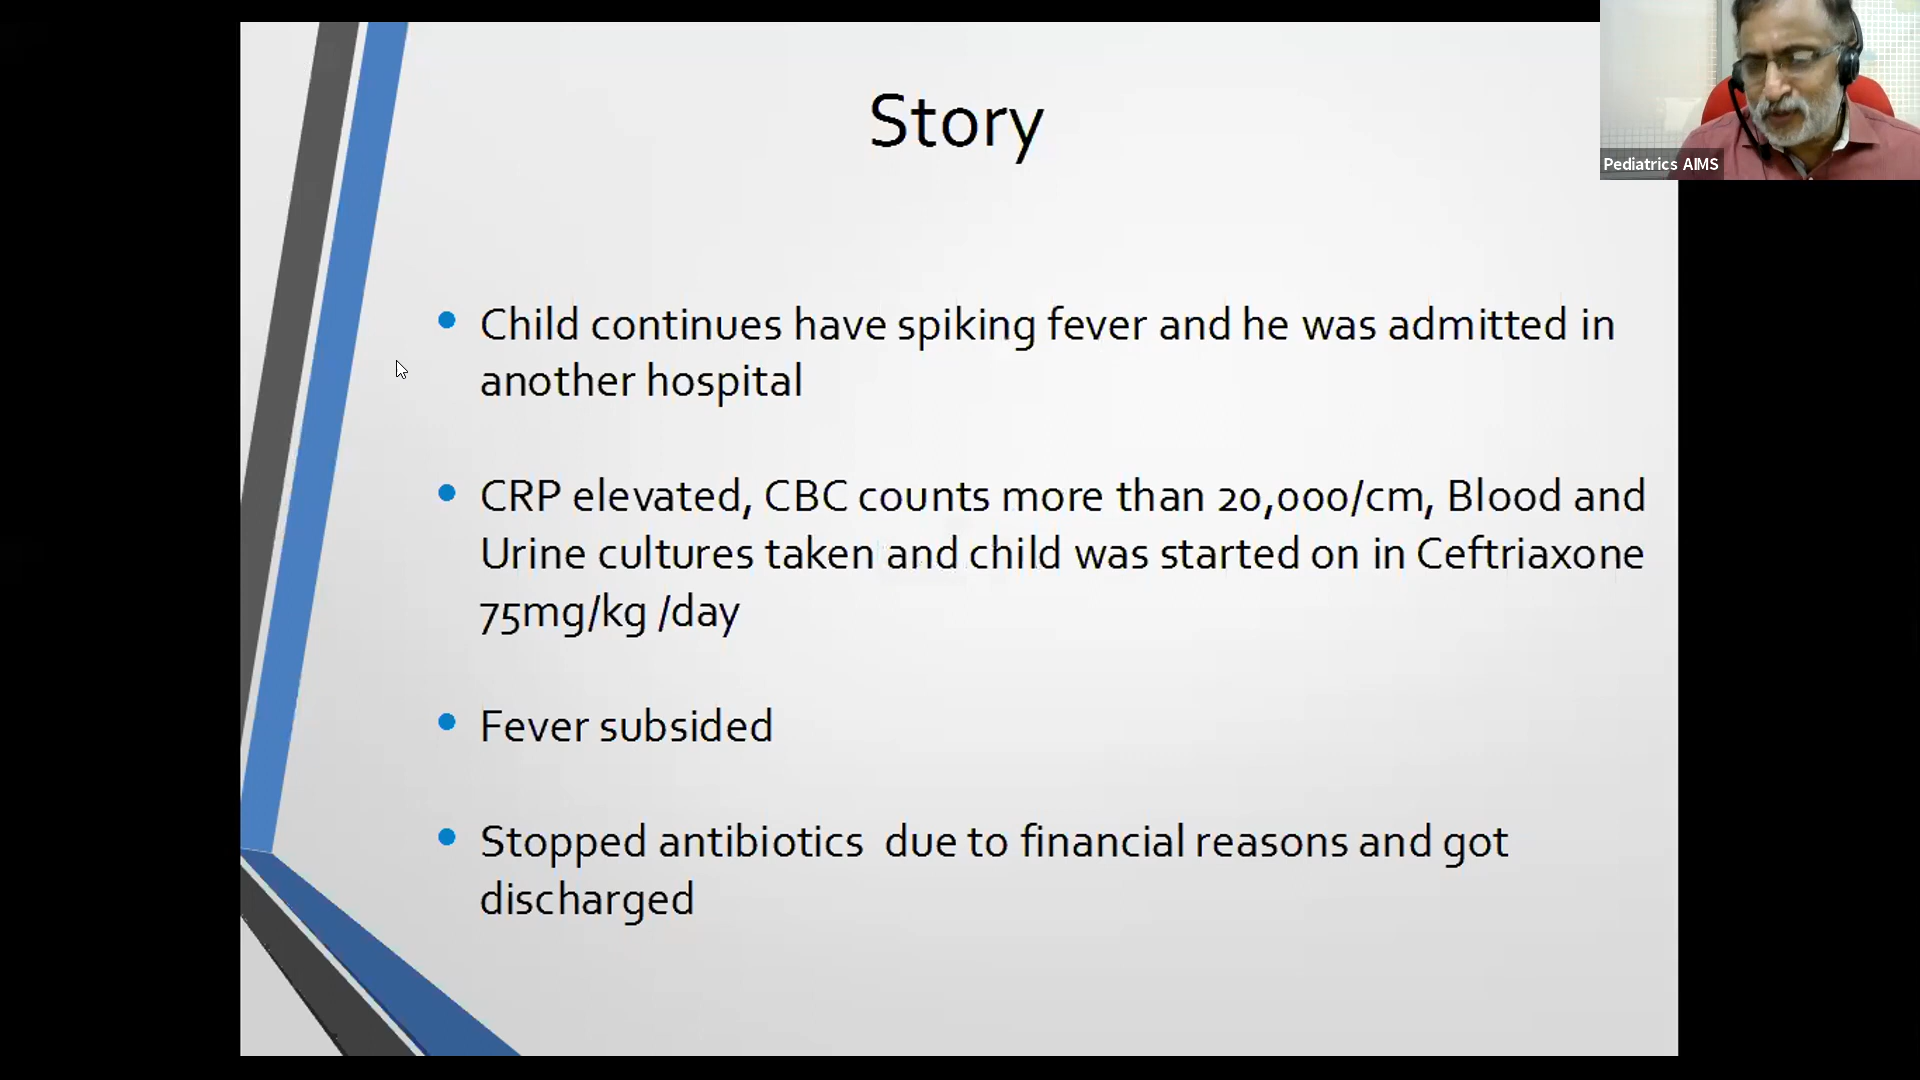 Story
Pediatrics AIMS
Child continues have spiking fever and he was admitted in
another hospital
CRP elevated, CBC counts more than 20,000/cm, Blood and
Urine cultures taken and child was started on in Ceftriaxone
75mg/kg /day
Fever subsided
Stopped antibiotics  due to financial reasons and got
discharged